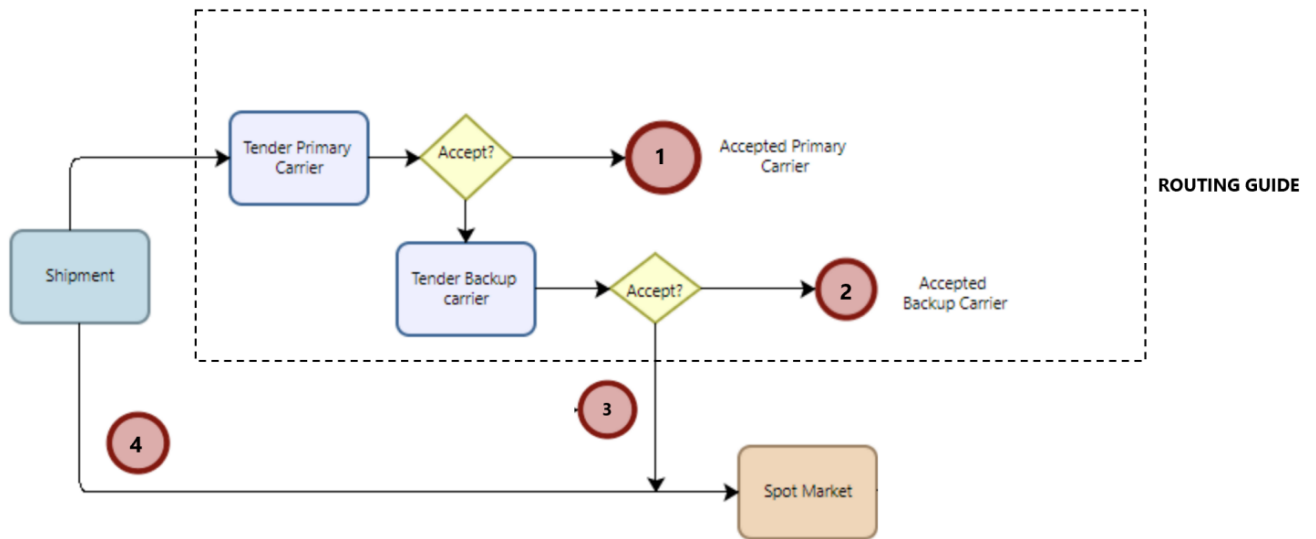 Tender Primary
Carrier
Accept?
1
Accepted Primary
Carrier
ROUTING GUIDE
Shipment
Tender Backup
carrier
Accept?
2
Accepted
Backup Carrier
3
4
Spot Market